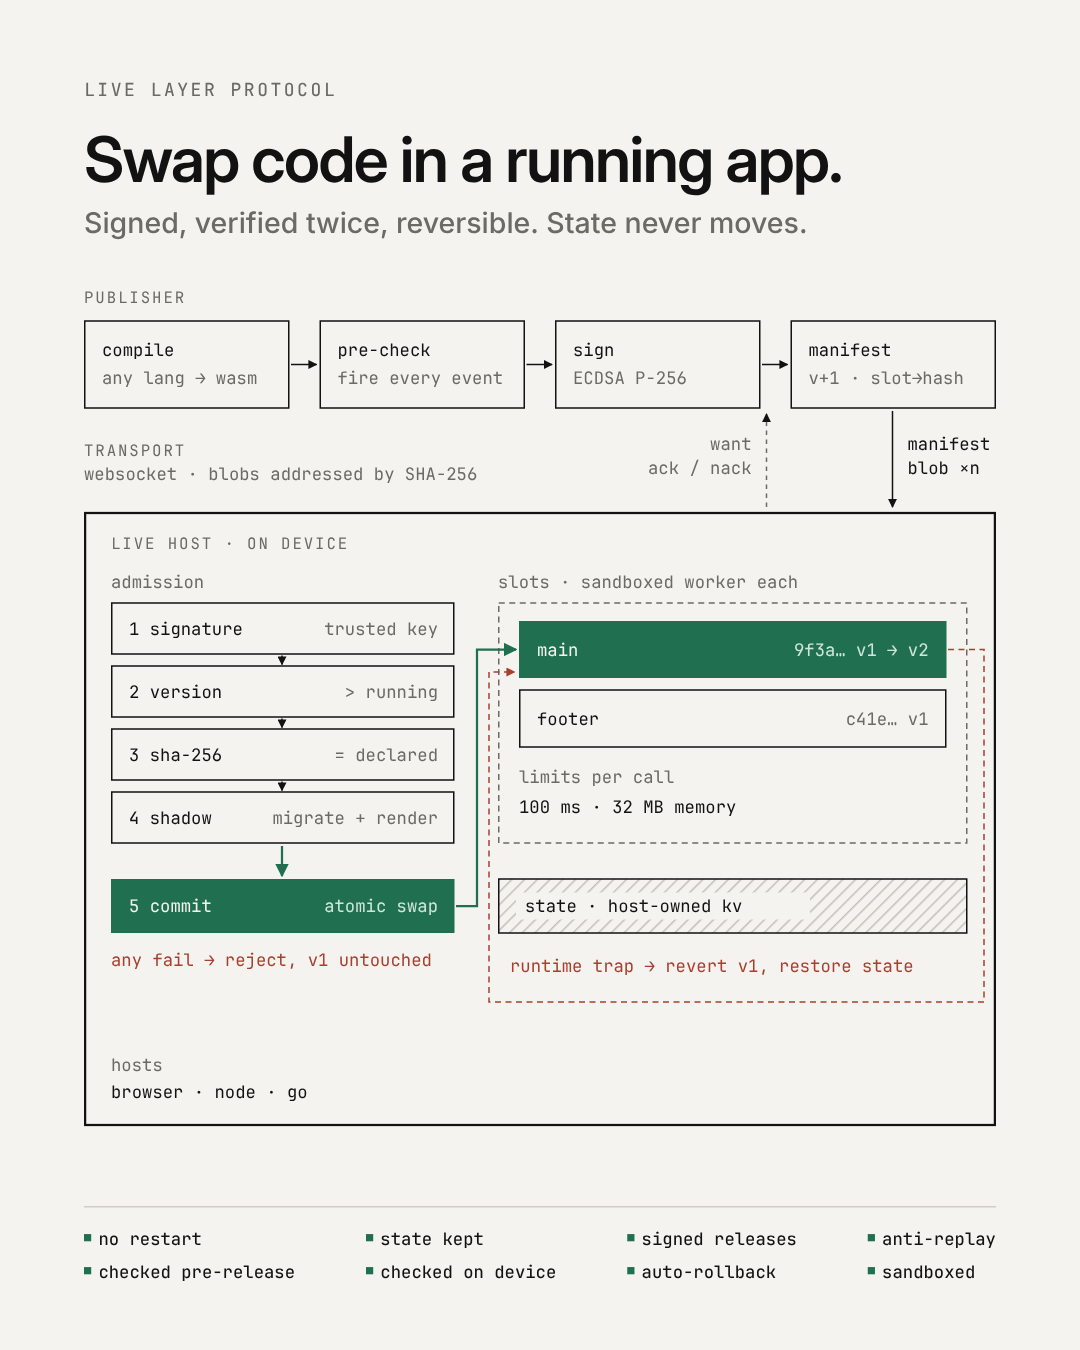 LIVE LAYER PROTOCOL
Swap code in a running app.
Signed, verified twice, reversible. State never moves.
PUBLISHER
compile
any lang → wasm
pre-check
fire every event
sign
ECDSA P-256
manifest
v+1 · slot→hash
TRANSPORT
websocket · blobs addressed by SHA-256
want
ack / nack
manifest
blob ×n
LIVE HOST · ON DEVICE
admission
1 signature trusted key
2 version > running
3 sha-256 = declared
4 shadow migrate + render
5 commit atomic swap
any fail → reject, v1 untouched
slots · sandboxed worker each
main 9f3a… v1 → v2
footer c41e… v1
limits per call
100 ms · 32 MB memory
state · host-owned kv
runtime trap → revert v1, restore state
hosts
browser · node · go
no restart
state kept
signed releases
anti-replay
checked pre-release
checked on device
auto-rollback
sandboxed